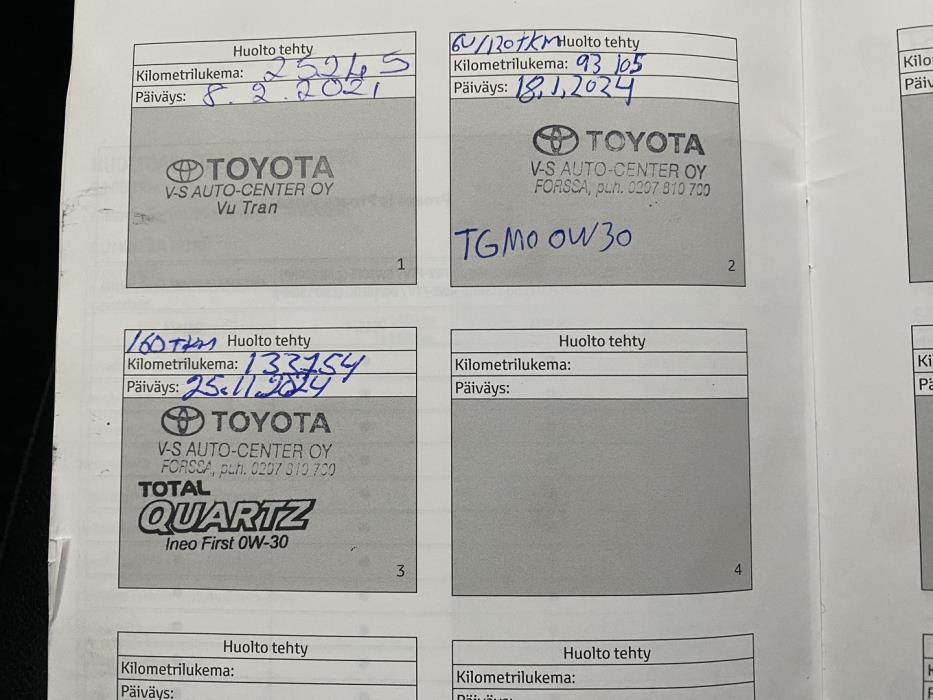 Huolto tehty
Kilometrilukema: 25245
Päiväys: 8.2.2021
TOYOTA
V-S AUTO-CENTER OY
Vu Tran
1
6V/120TKM Huolto tehty
Kilometrilukema: 93 105
Päiväys: 18.1.2024
TOYOTA
V-S AUTO-CENTER OY
FORSSA, puh. 0207 810 700
TGMO 0W30
2
160TKM Huolto tehty
Kilometrilukema: 133754
Päiväys: 25.11.2024
TOYOTA
V-S AUTO-CENTER OY
FORSSA, puh. 0207 810 700
TOTAL
QUARTZ
Ineo First 0W-30
3
Huolto tehty
Kilometrilukema:
Päiväys:
4
Huolto tehty
Kilometrilukema:
Päiväys:
Huolto tehty
Kilometrilukema: